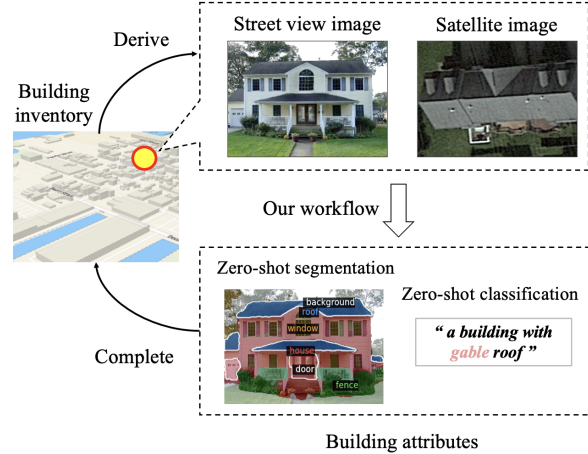 Street view image
Satellite image
Derive
Building
inventory
Our workflow
Zero-shot segmentation
Zero-shot classification
background
roof
window
house
door
fence
“ a building with
gable roof ”
Complete
Building attributes